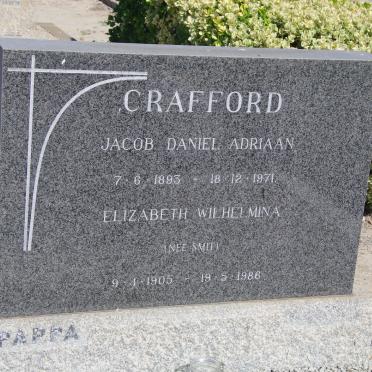 CRAFFORD
JACOB DANIEL ADRIAAN
7·6·1893 - 18·12·1971
ELIZABETH WILHELMINA
(NEE SMIT)
9·1·1905 - 19·5·1986
PAPPA